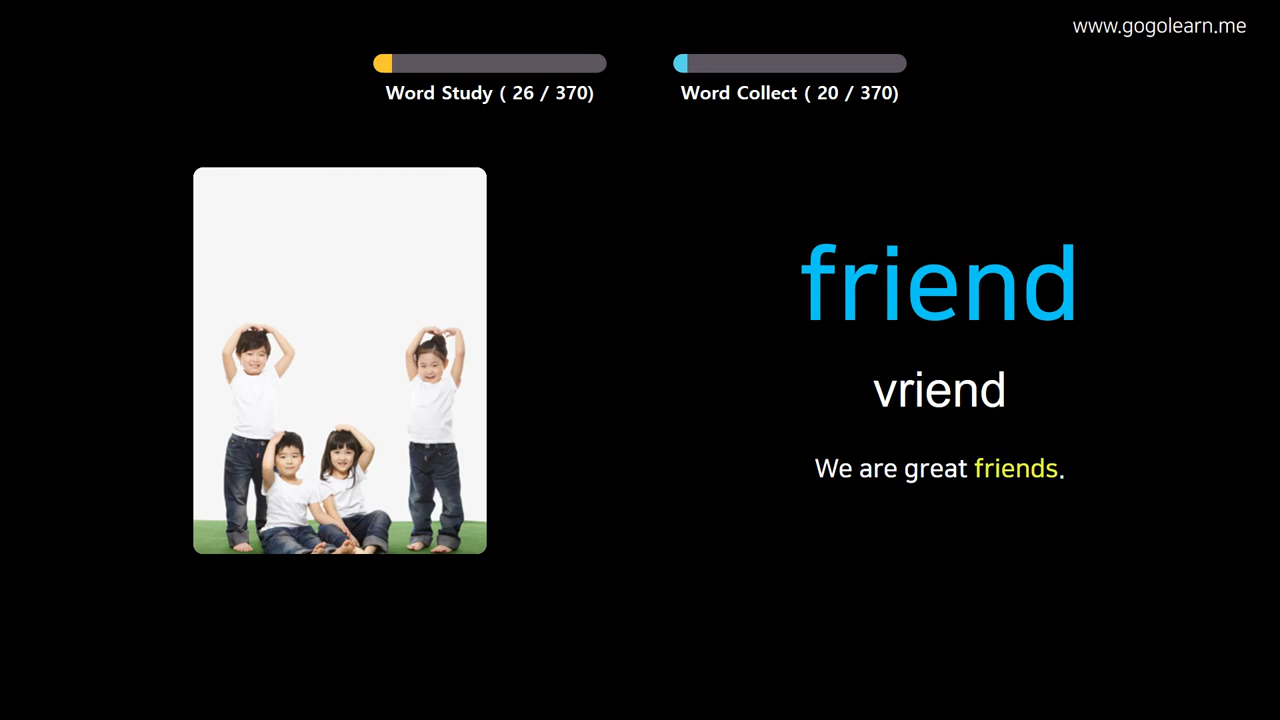 www.gogolearn.me
Word Study ( 26 / 370)
Word Collect ( 20 / 370)
friend
vriend
We are great friends.